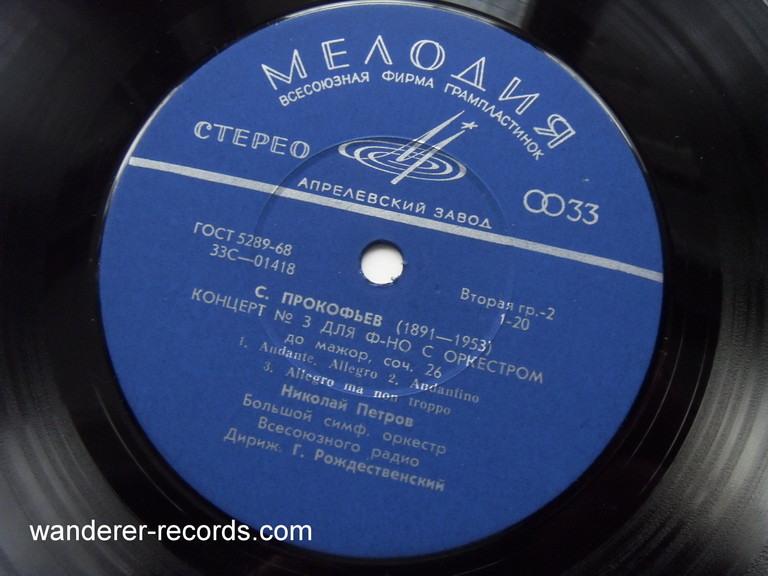 МЕЛОДИЯ
ВСЕСОЮЗНАЯ ФИРМА ГРАМПЛАСТИНОК
СТЕРЕО
АПРЕЛЕВСКИЙ ЗАВОД
33
ГОСТ 5289-68
33С—01418
Вторая гр.-2
1-20
С. ПРОКОФЬЕВ (1891—1953)
КОНЦЕРТ № 3 ДЛЯ Ф-НО С ОРКЕСТРОМ
до мажор, соч. 26
1. Andante. Allegro 2. Andantino
3. Allegro ma non troppo
Николай Петров
Большой симф. оркестр
Всесоюзного радио
Дириж. Г. Рождественский
wanderer-records.com